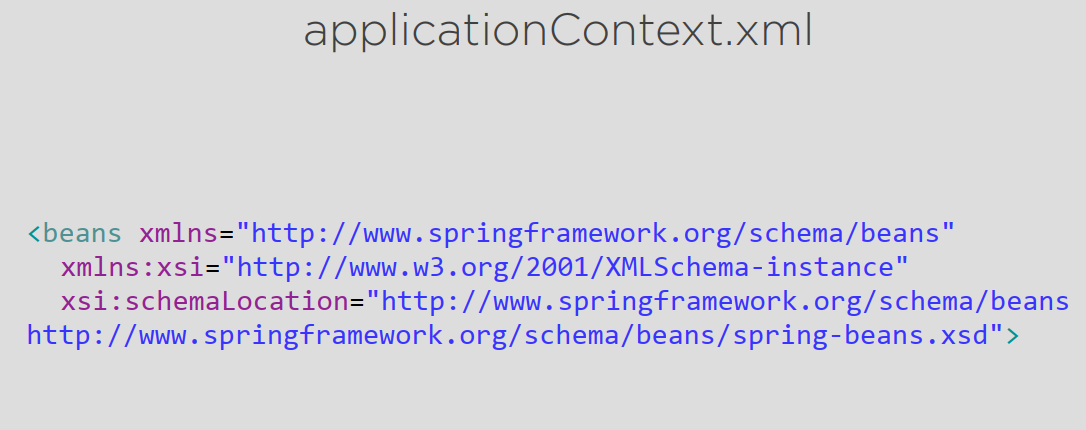 applicationContext.xml
<beans xmlns="http://www.springframework.org/schema/beans"
xmlns:xsi="http://www.w3.org/2001/XMLSchema-instance"
xsi:schemaLocation="http://www.springframework.org/schema/beans
http://www.springframework.org/schema/beans/spring-beans.xsd">